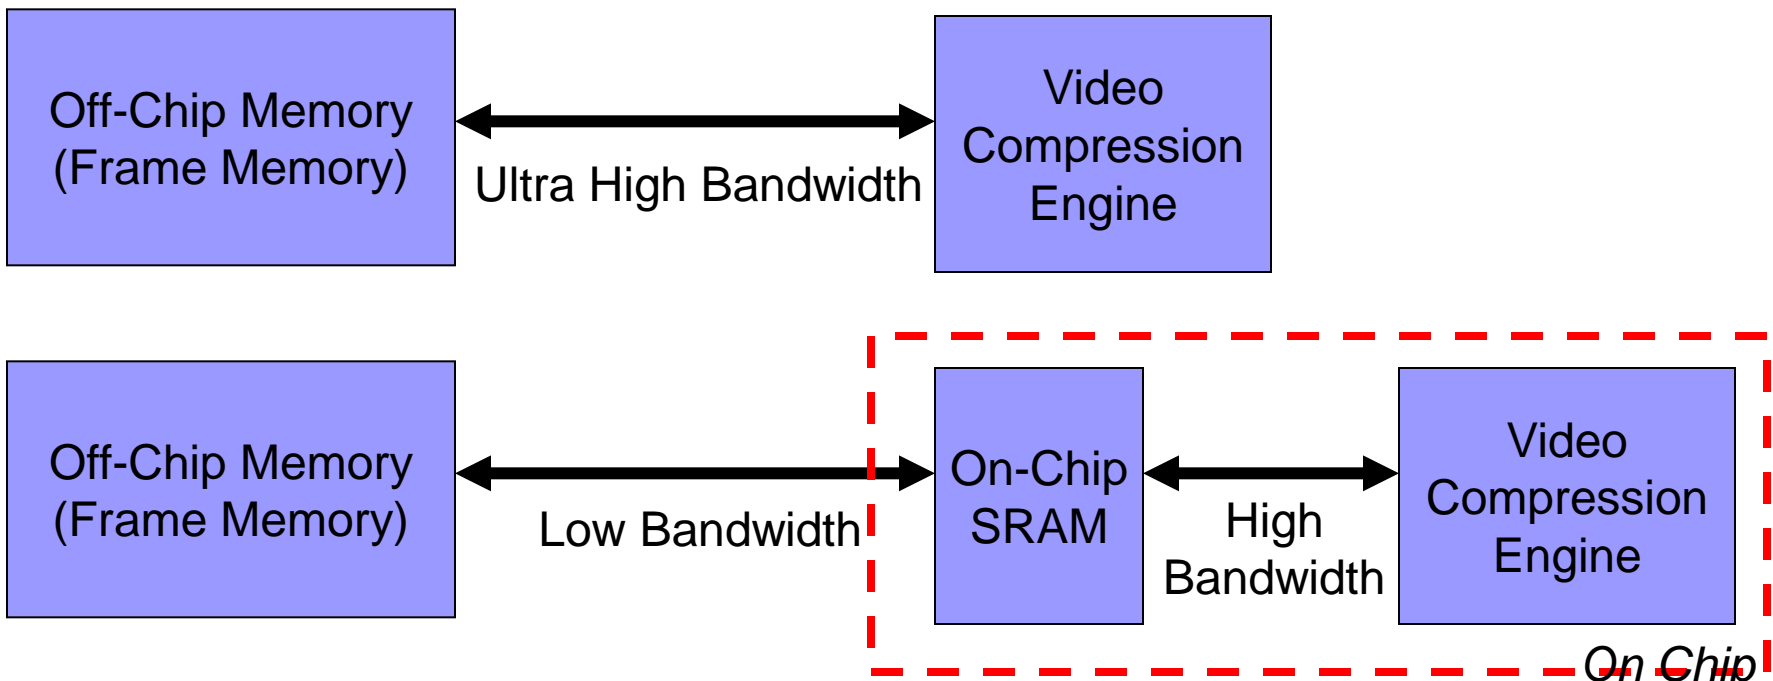 Off-Chip Memory
(Frame Memory)
Ultra High Bandwidth
Video
Compression
Engine
Off-Chip Memory
(Frame Memory)
Low Bandwidth
On-Chip
SRAM
High
Bandwidth
Video
Compression
Engine
On Chip